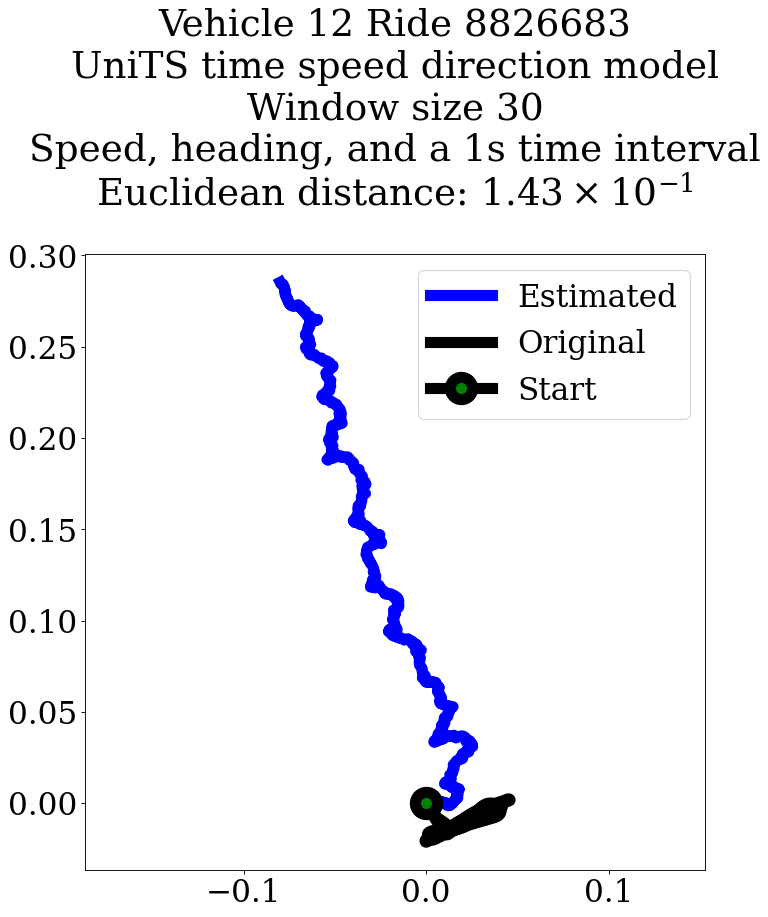 Vehicle 12 Ride 8826683
UniTS time speed direction model
Window size 30
Speed, heading, and a 1s time interval
Euclidean distance: 1.43 × 10⁻¹
0.30
0.25
0.20
0.15
0.10
0.05
0.00
−0.1
0.0
0.1
Estimated
Original
Start